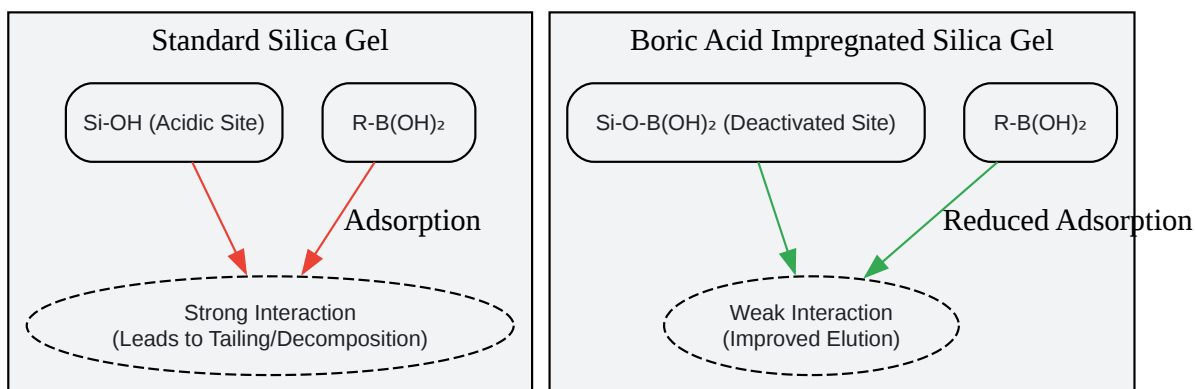 Standard Silica Gel
Si-OH (Acidic Site)
R-B(OH)₂
Adsorption
Strong Interaction
(Leads to Tailing/Decomposition)
Boric Acid Impregnated Silica Gel
Si-O-B(OH)₂ (Deactivated Site)
R-B(OH)₂
Reduced Adsorption
Weak Interaction
(Improved Elution)